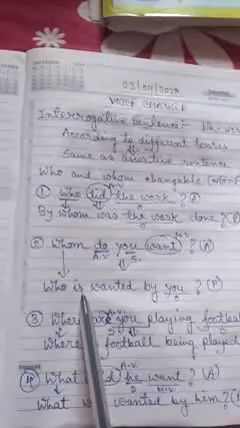 03/04/2020
VOICE CHANGE
Interrogative Sentence:- Wh-
According to different tenses
Same as assertive sentence
Who and whom changeable
① Who did the work ? (A)
By whom was the work done ?
② Whom do you want ? (A)
A.V. S.
Who is wanted by you ? (P)
③ Where are you playing
Where football being played
A.V.
④ What did he want ? (A)
What wanted by him ? (